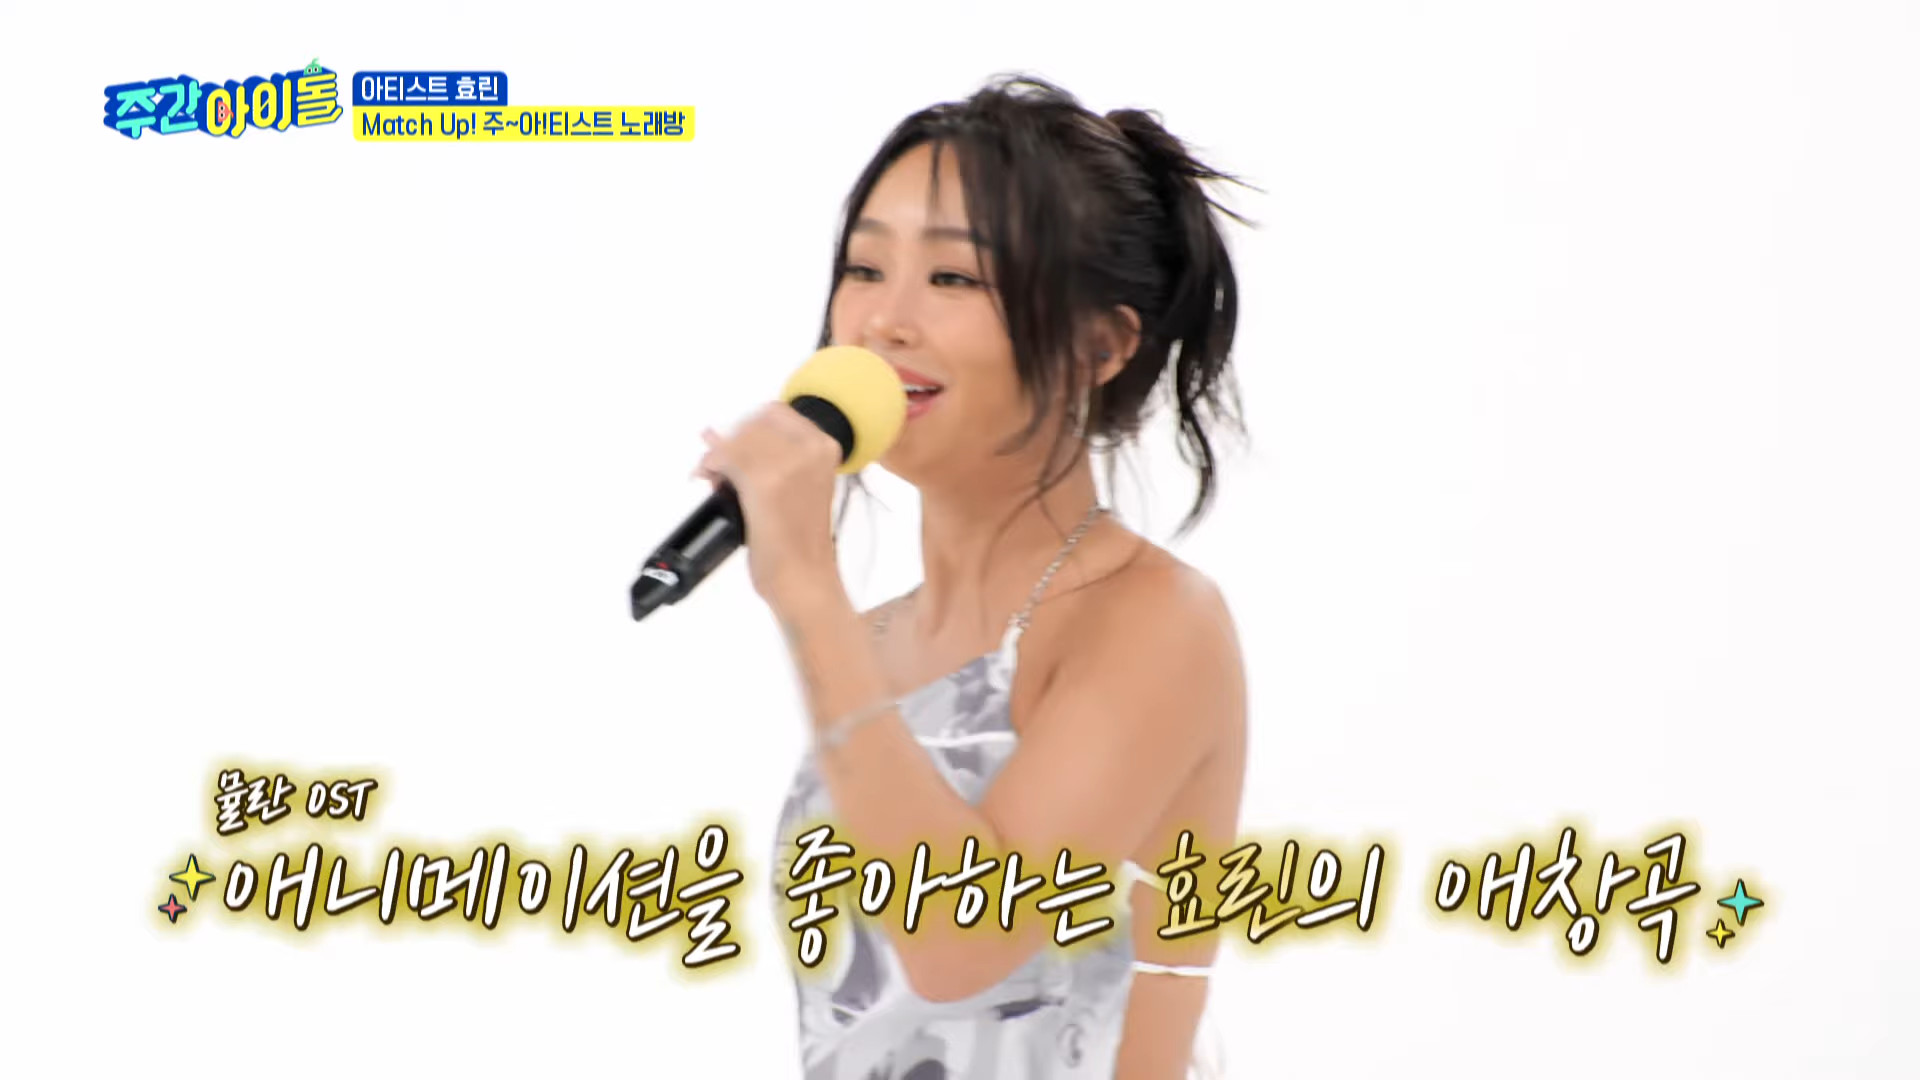 주간아이돌
아티스트 효린
Match Up! 주~아!티스트 노래방
뮬란 OST
애니메이션을 좋아하는 효린의 애창곡